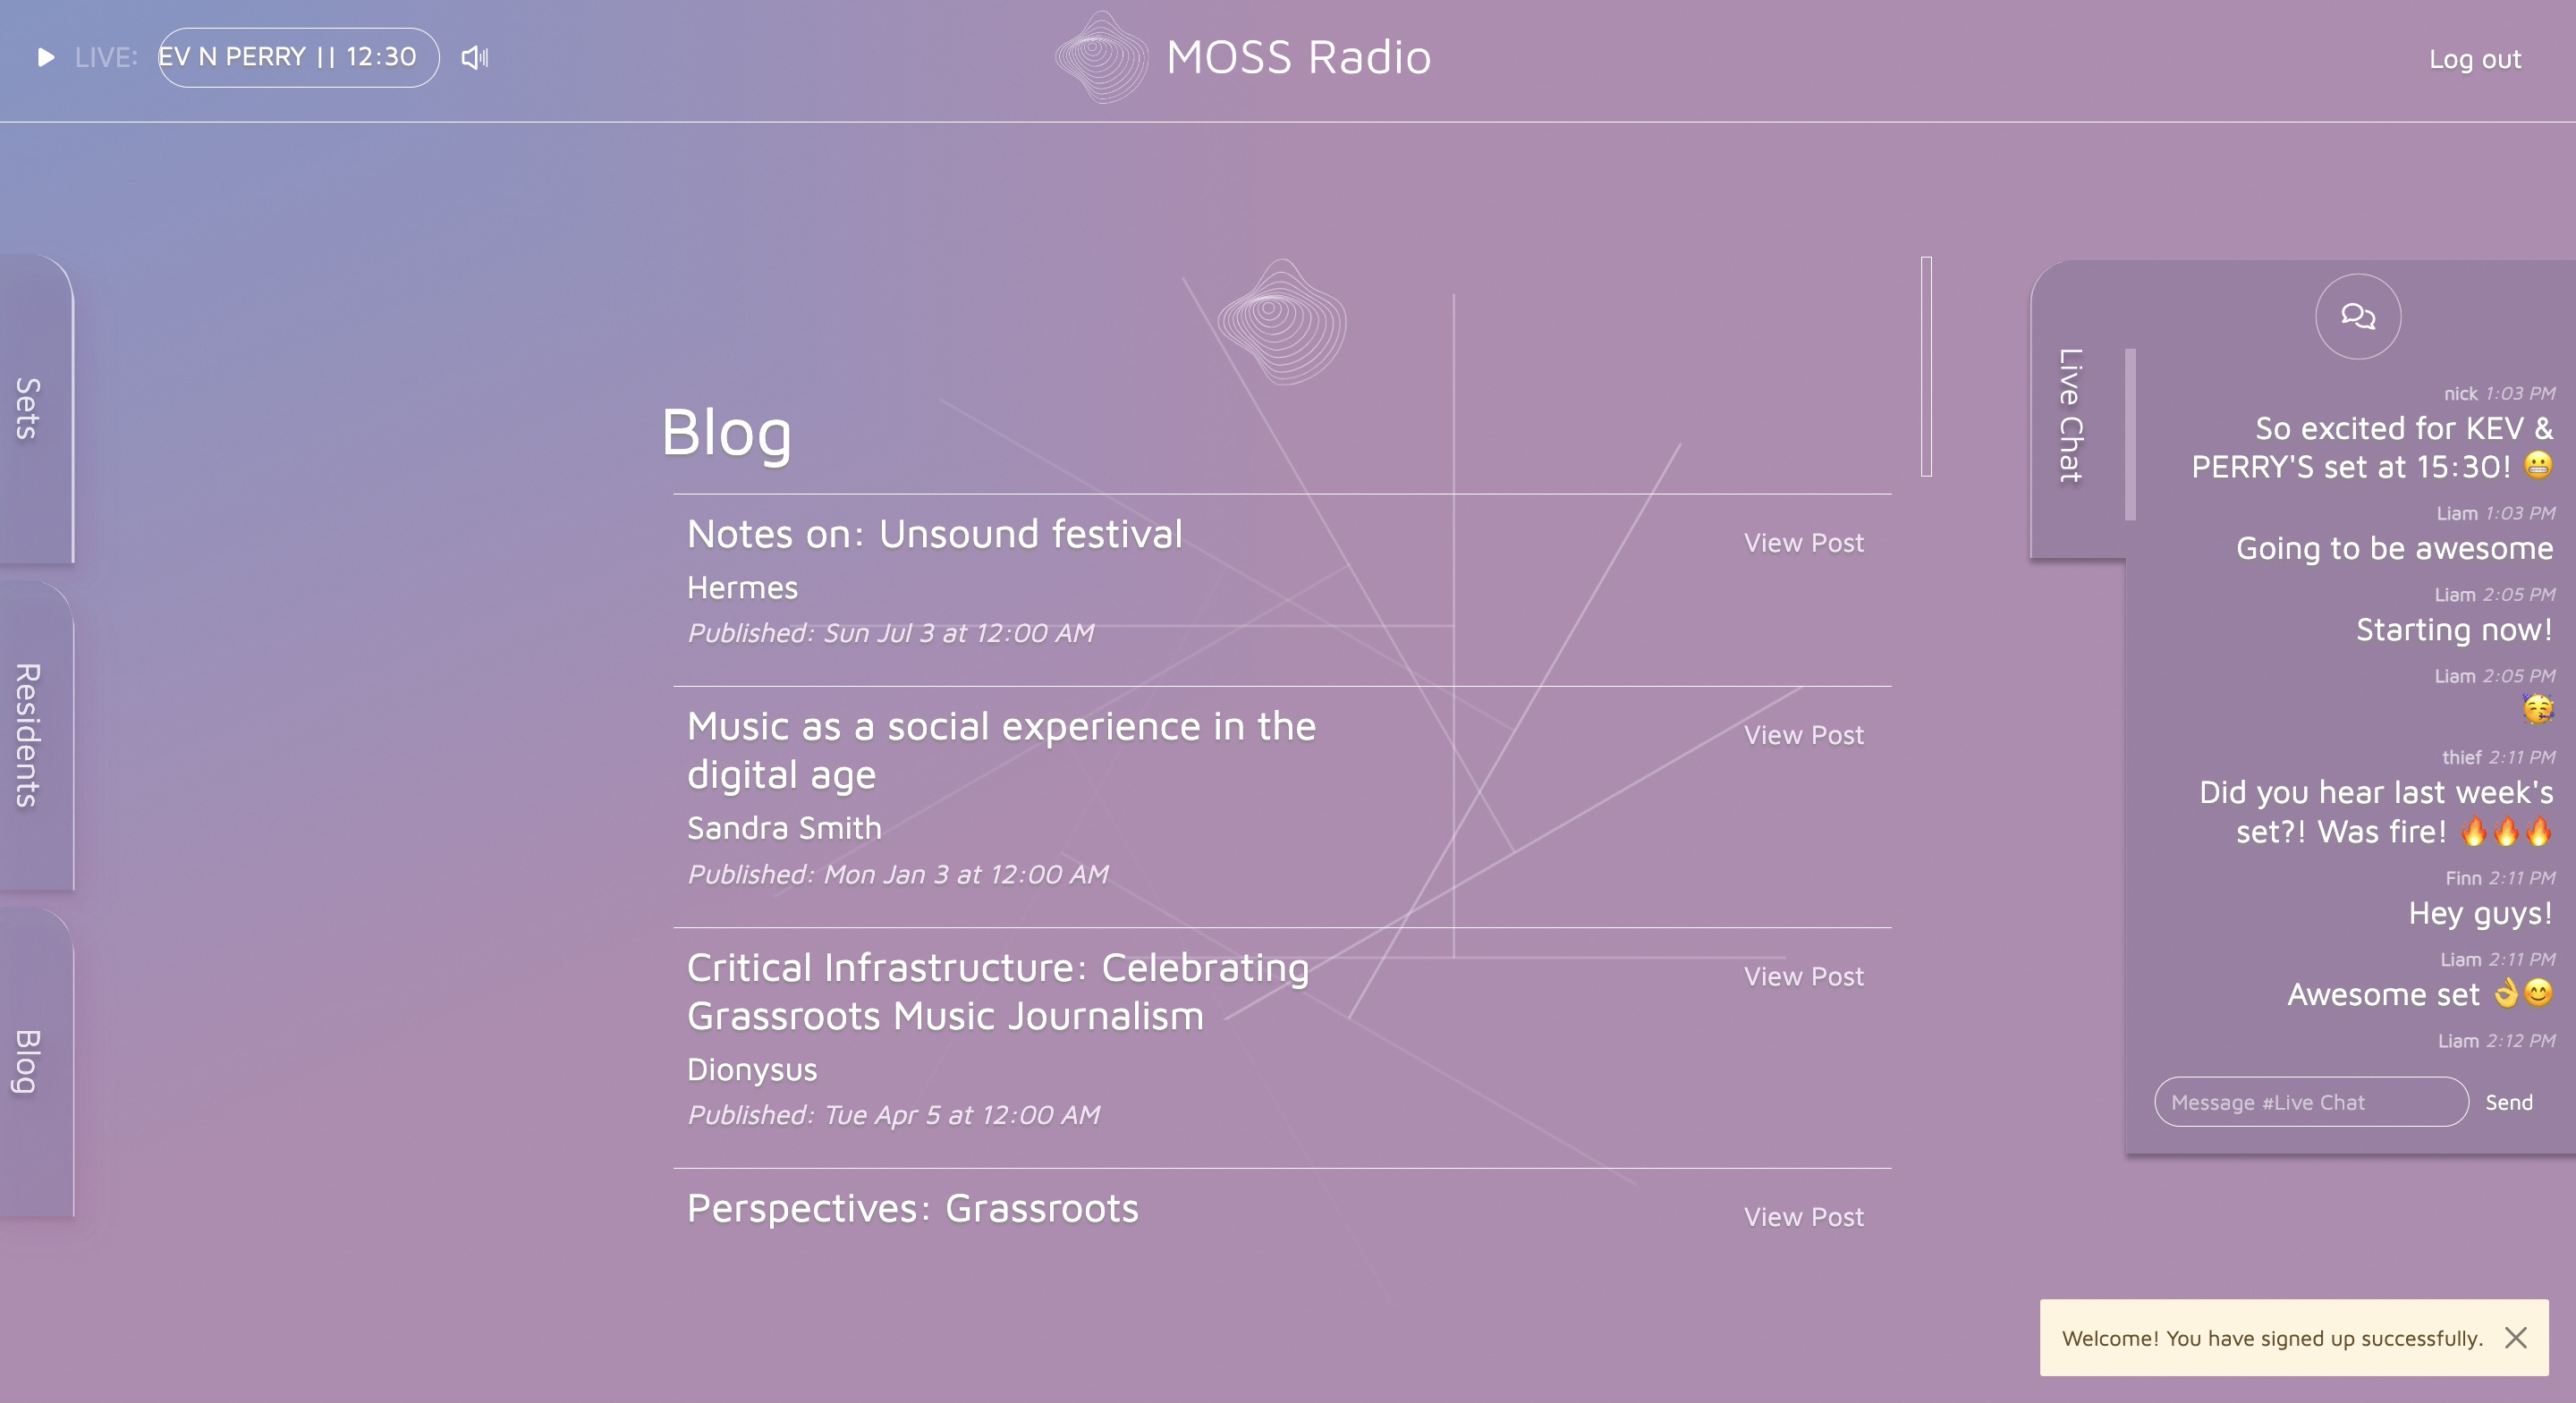 LIVE:
EV N PERRY || 12:30
MOSS Radio
Log out
Sets
Residents
Blog
Blog
Notes on: Unsound festival
View Post
Hermes
Published: Sun Jul 3 at 12:00 AM
Music as a social experience in the
digital age
View Post
Sandra Smith
Published: Mon Jan 3 at 12:00 AM
Critical Infrastructure: Celebrating
Grassroots Music Journalism
View Post
Dionysus
Published: Tue Apr 5 at 12:00 AM
Perspectives: Grassroots
View Post
Live Chat
nick 1:03 PM
So excited for KEV &
PERRY'S set at 15:30! 😬
Liam 1:03 PM
Going to be awesome
Liam 2:05 PM
Starting now!
Liam 2:05 PM
🥳
thief 2:11 PM
Did you hear last week's
set?! Was fire! 🔥🔥🔥
Finn 2:11 PM
Hey guys!
Liam 2:11 PM
Awesome set 👌😊
Liam 2:12 PM
Message #Live Chat
Send
Welcome! You have signed up successfully.